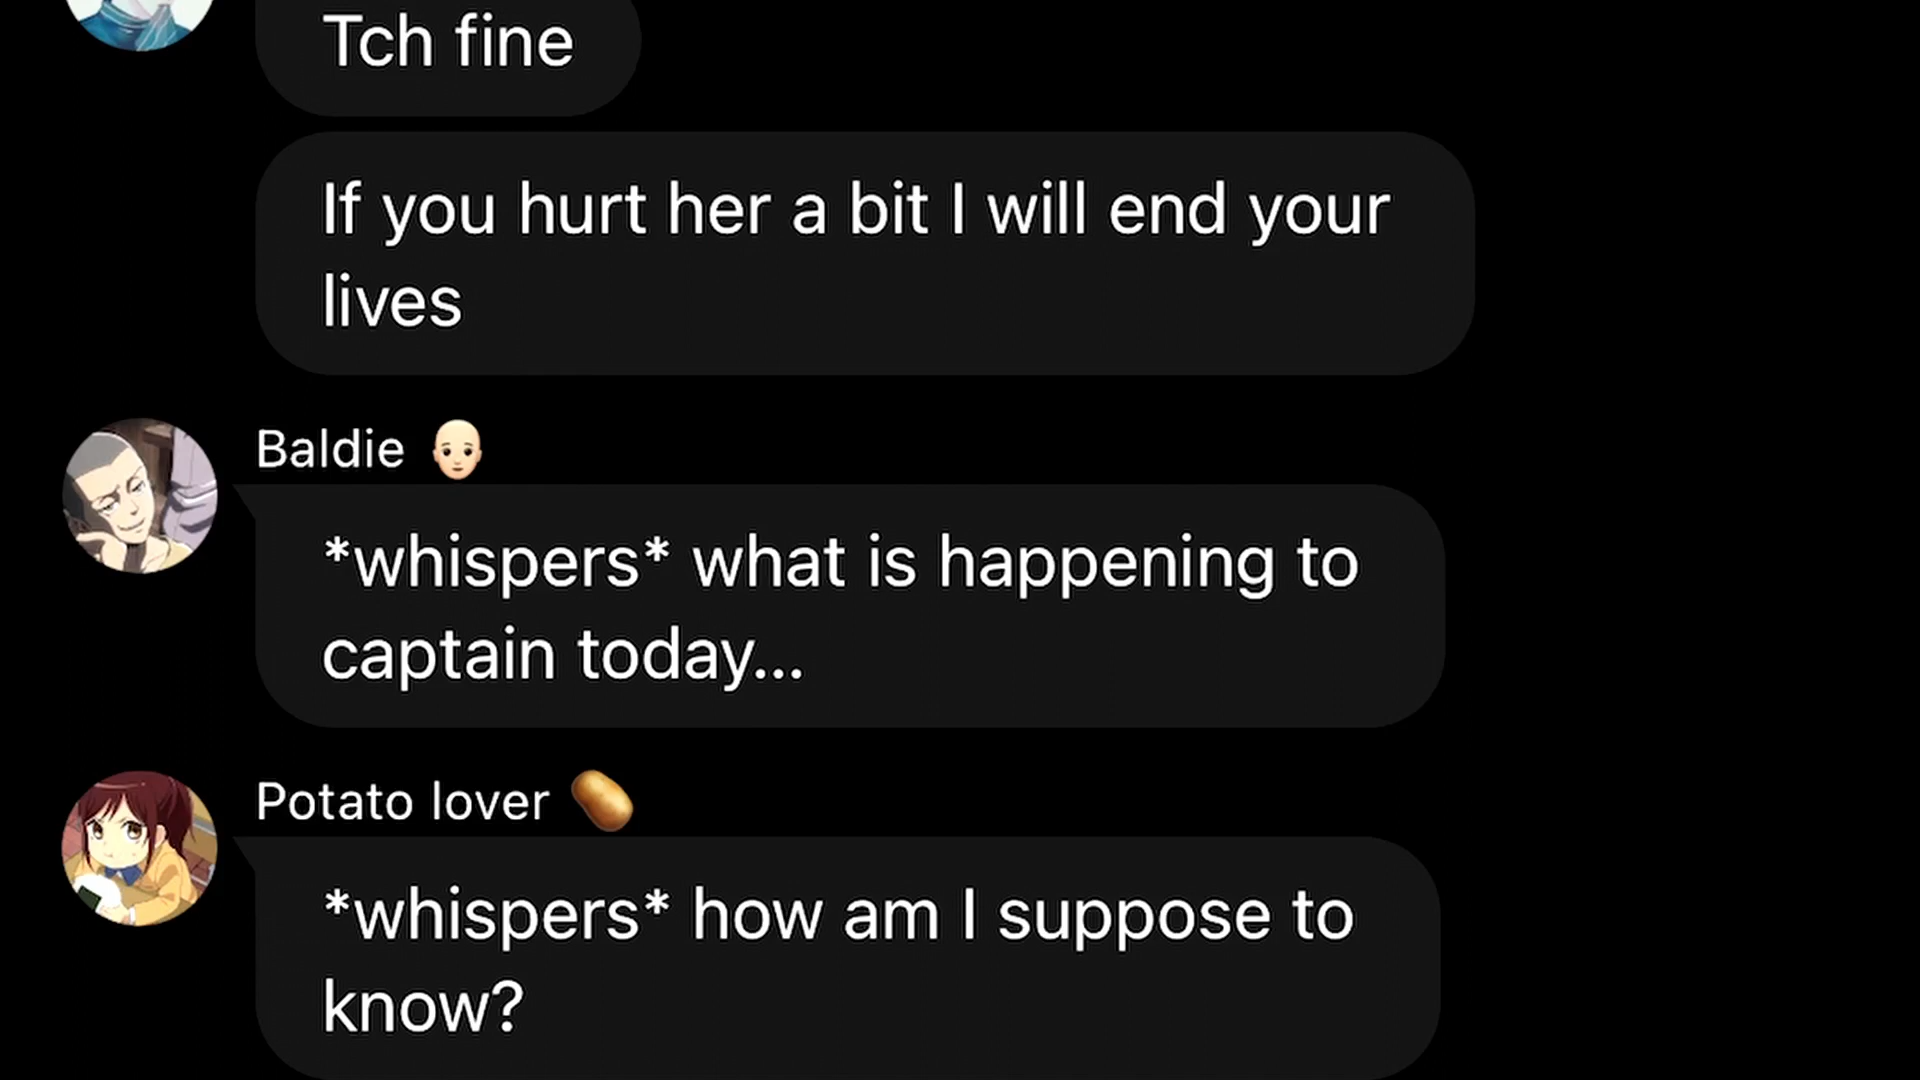 Tch fine
If you hurt her a bit I will end your
lives
Baldie 👨🏻‍🦲
*whispers* what is happening to
captain today...
Potato lover 🥔
*whispers* how am I suppose to
know?